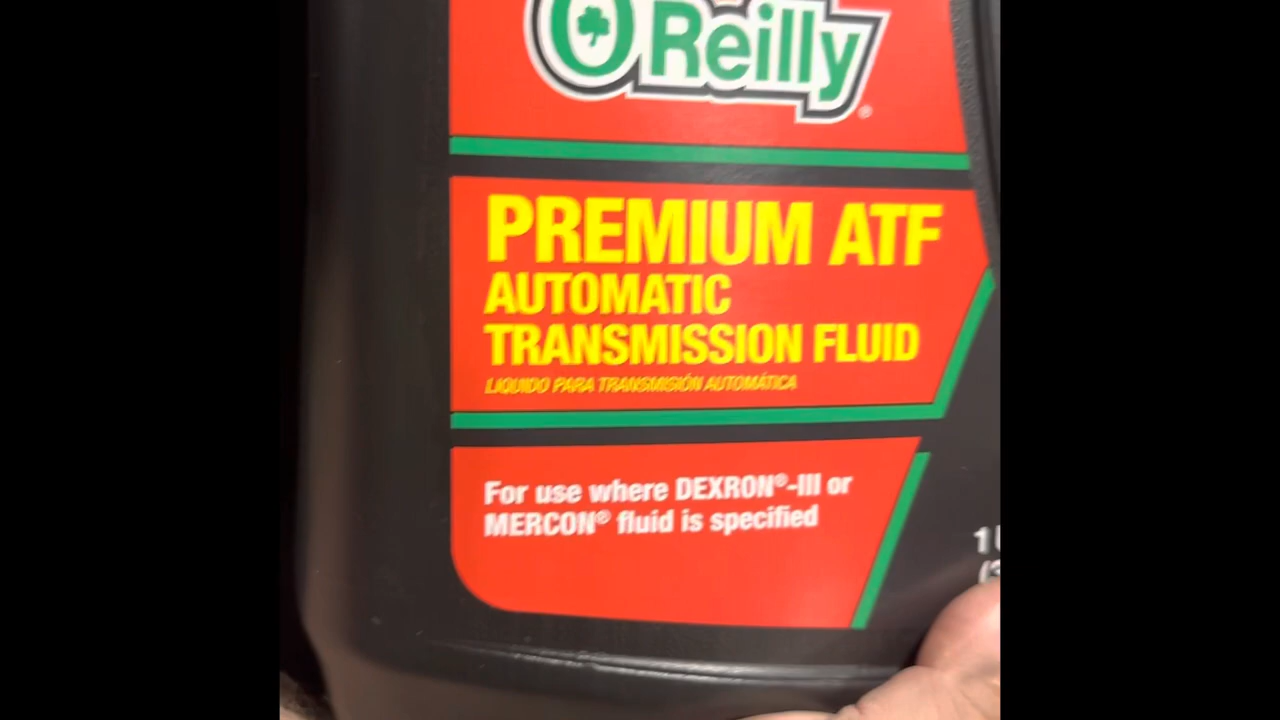 O'Reilly®
PREMIUM ATF
AUTOMATIC
TRANSMISSION FLUID
LIQUIDO PARA TRANSMISIÓN AUTOMÁTICA
For use where DEXRON®-III or
MERCON® fluid is specified
1